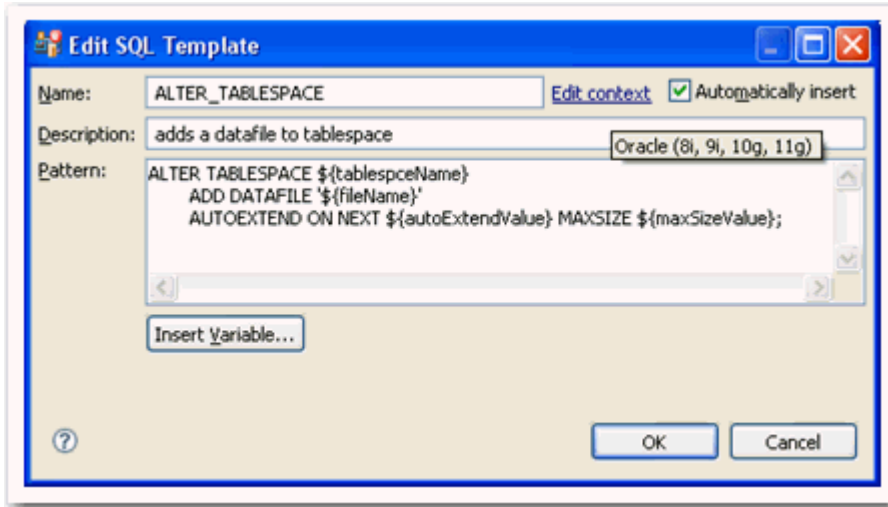 Edit SQL Template
Name: ALTER_TABLESPACE Edit context Automatically insert
Description: adds a datafile to tablespace
Oracle (8i, 9i, 10g, 11g)
Pattern: ALTER TABLESPACE ${tablespceName}
ADD DATAFILE '${fileName}'
AUTOEXTEND ON NEXT ${autoExtendValue} MAXSIZE ${maxSizeValue};
Insert Variable...
? OK Cancel